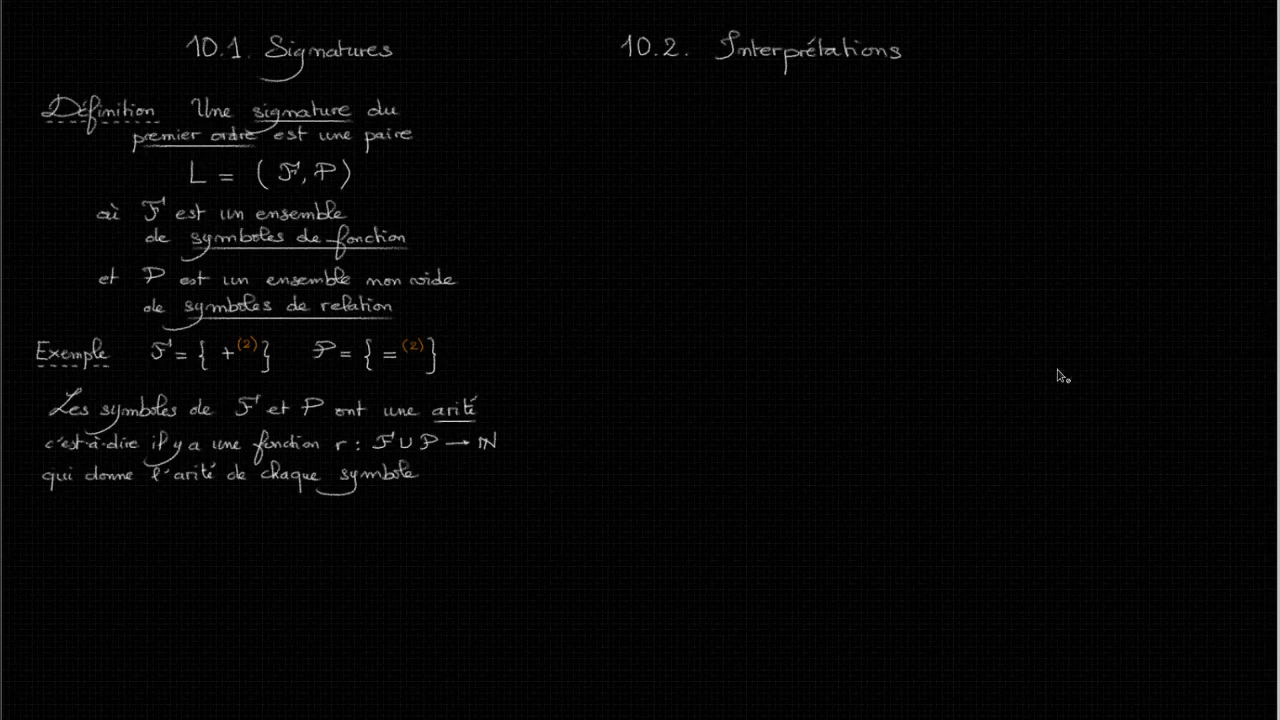 10.1. Signatures
Définition Une signature du
premier ordre est une paire
L = (F, P)
où F est un ensemble
de symboles de fonction
et P est un ensemble non vide
de symboles de relation
Exemple F = { +(2) } P = { =(2) }
Les symboles de F et P ont une arité
c'est-à-dire il y a une fonction r : F ∪ P → ℕ
qui donne l'arité de chaque symbole
10.2. Interprétations